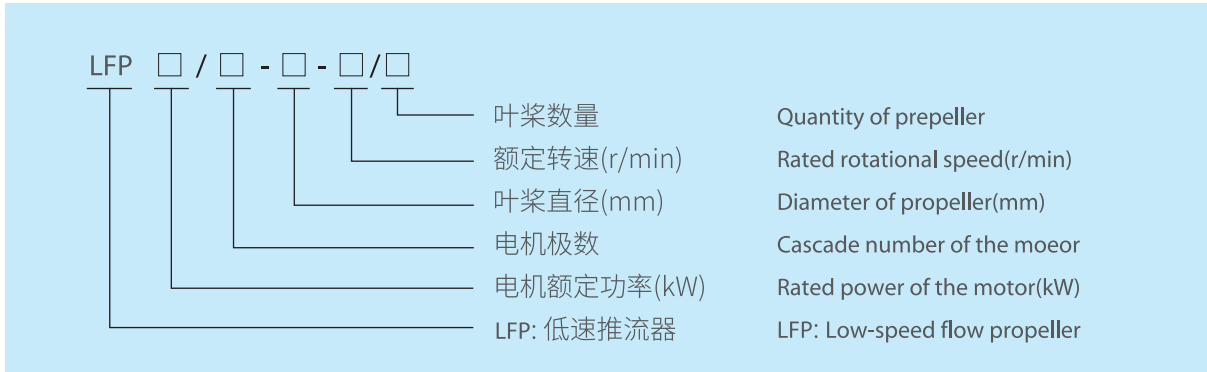 LFP □ / □ - □ - □/□
叶桨数量 Quantity of prepeller
额定转速(r/min) Rated rotational speed(r/min)
叶桨直径(mm) Diameter of propeller(mm)
电机极数 Cascade number of the moeor
电机额定功率(kW) Rated power of the motor(kW)
LFP: 低速推流器 LFP: Low-speed flow propeller